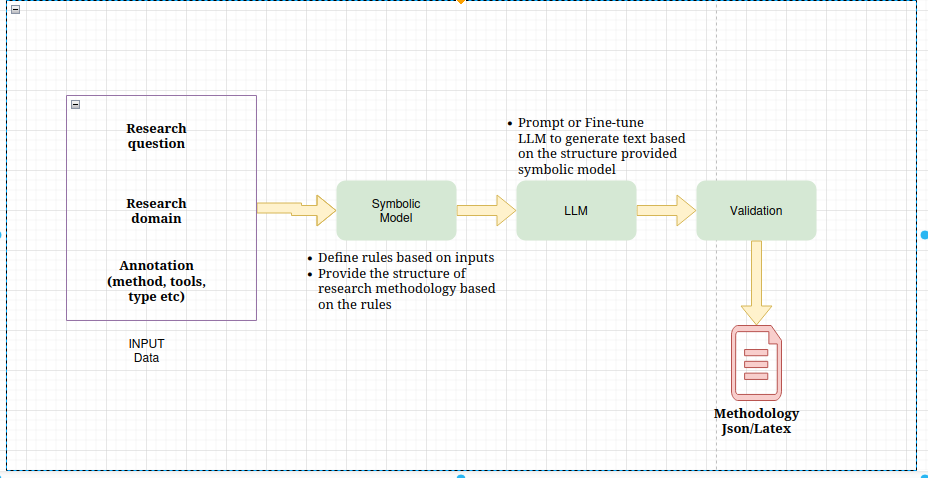 Research
question
Research
domain
Annotation
(method, tools,
type etc)
INPUT
Data
Symbolic
Model
• Define rules based on inputs
• Provide the structure of
research methodology based
on the rules
• Prompt or Fine-tune
LLM to generate text based
on the structure provided
symbolic model
LLM
Validation
Methodology
Json/Latex